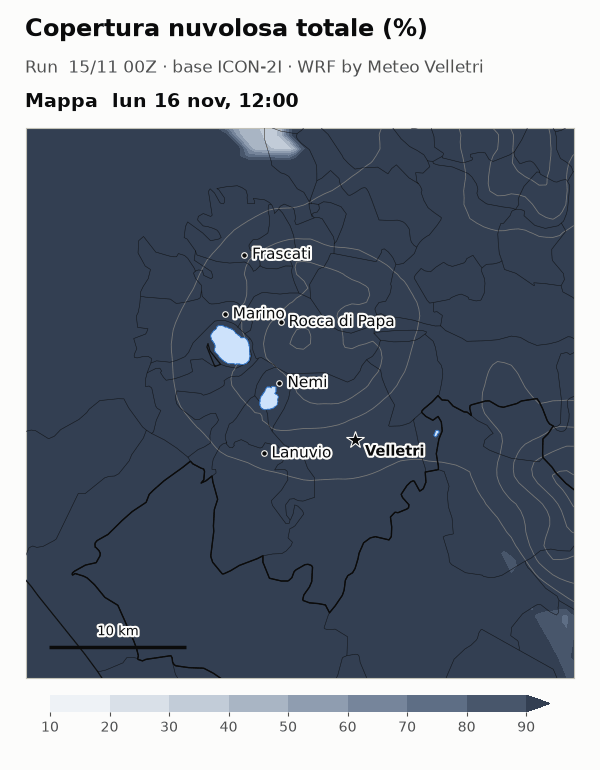 Copertura nuvolosa totale (%)
Run  15/11 00Z · base ICON-2I · WRF by Meteo Velletri
Mappa  lun 16 nov, 12:00
Frascati
Marino
Rocca di Papa
Nemi
Velletri
Lanuvio
10 km
10 20 30 40 50 60 70 80 90